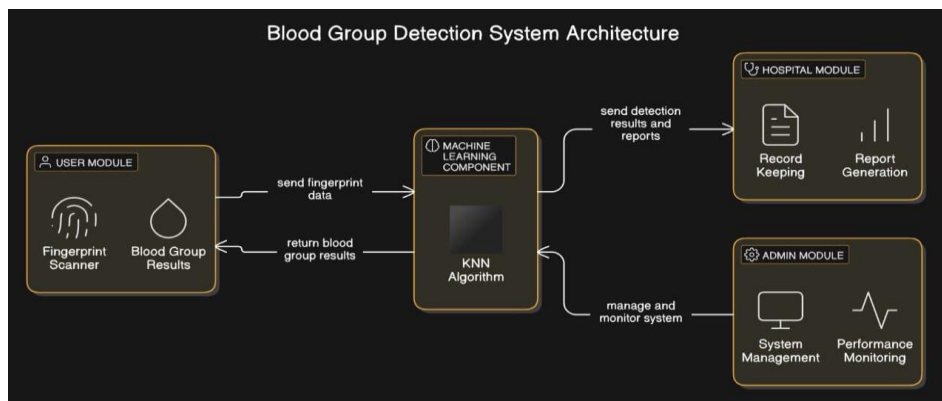 Blood Group Detection System Architecture
USER MODULE
Fingerprint
Scanner
Blood Group
Results
send fingerprint
data
return blood
group results
MACHINE
LEARNING
COMPONENT
KNN
Algorithm
send detection
results and
reports
manage and
monitor system
HOSPITAL MODULE
Record
Keeping
Report
Generation
ADMIN MODULE
System
Management
Performance
Monitoring